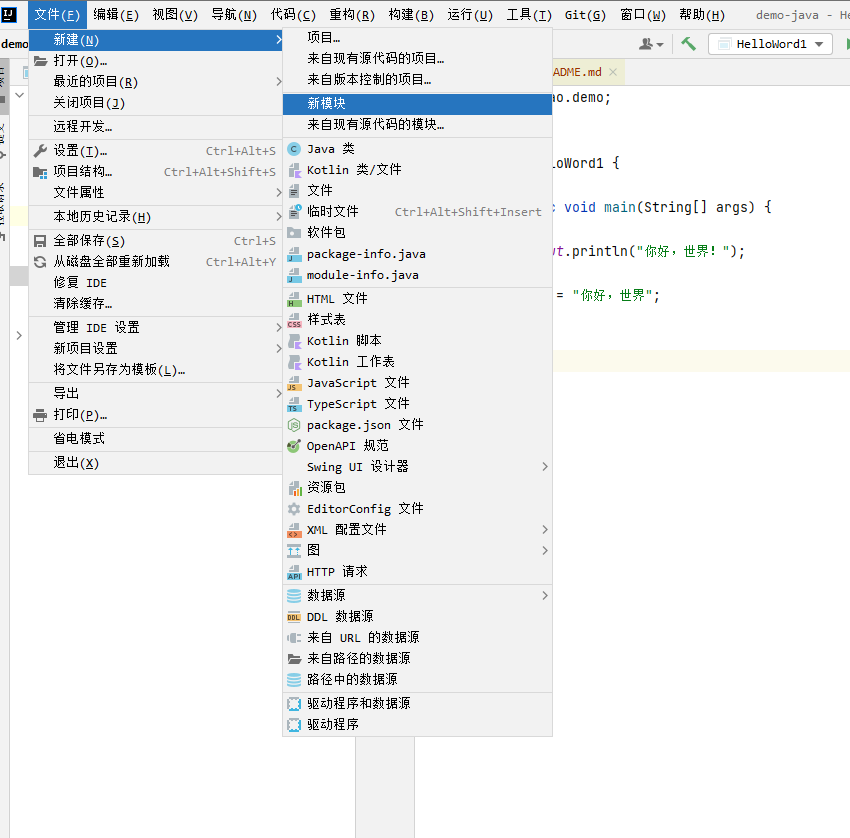 文件(F) 编辑(E) 视图(V) 导航(N) 代码(C) 重构(R) 构建(B) 运行(U) 工具(T) Git(G) 窗口(W) 帮助(H) demo-java - He
demo
HelloWord1
新建(N)
打开(O)…
最近的项目(R)
关闭项目(J)
远程开发…
设置(T)… Ctrl+Alt+S
项目结构… Ctrl+Alt+Shift+S
文件属性
本地历史记录(H)
全部保存(S) Ctrl+S
从磁盘全部重新加载 Ctrl+Alt+Y
修复 IDE
清除缓存…
管理 IDE 设置
新项目设置
将文件另存为模板(L)…
导出
打印(P)…
省电模式
退出(X)
项目…
来自现有源代码的项目…
来自版本控制的项目…
新模块
来自现有源代码的模块…
Java 类
Kotlin 类/文件
文件
临时文件 Ctrl+Alt+Shift+Insert
软件包
package-info.java
module-info.java
HTML 文件
样式表
Kotlin 脚本
Kotlin 工作表
JavaScript 文件
TypeScript 文件
package.json 文件
OpenAPI 规范
Swing UI 设计器
资源包
EditorConfig 文件
XML 配置文件
图
HTTP 请求
数据源
DDL 数据源
来自 URL 的数据源
来自路径的数据源
路径中的数据源
驱动程序和数据源
驱动程序
ADME.md
ao.demo;
loWord1 {
void main(String[] args) {
ut.println("你好，世界！");
= "你好，世界";